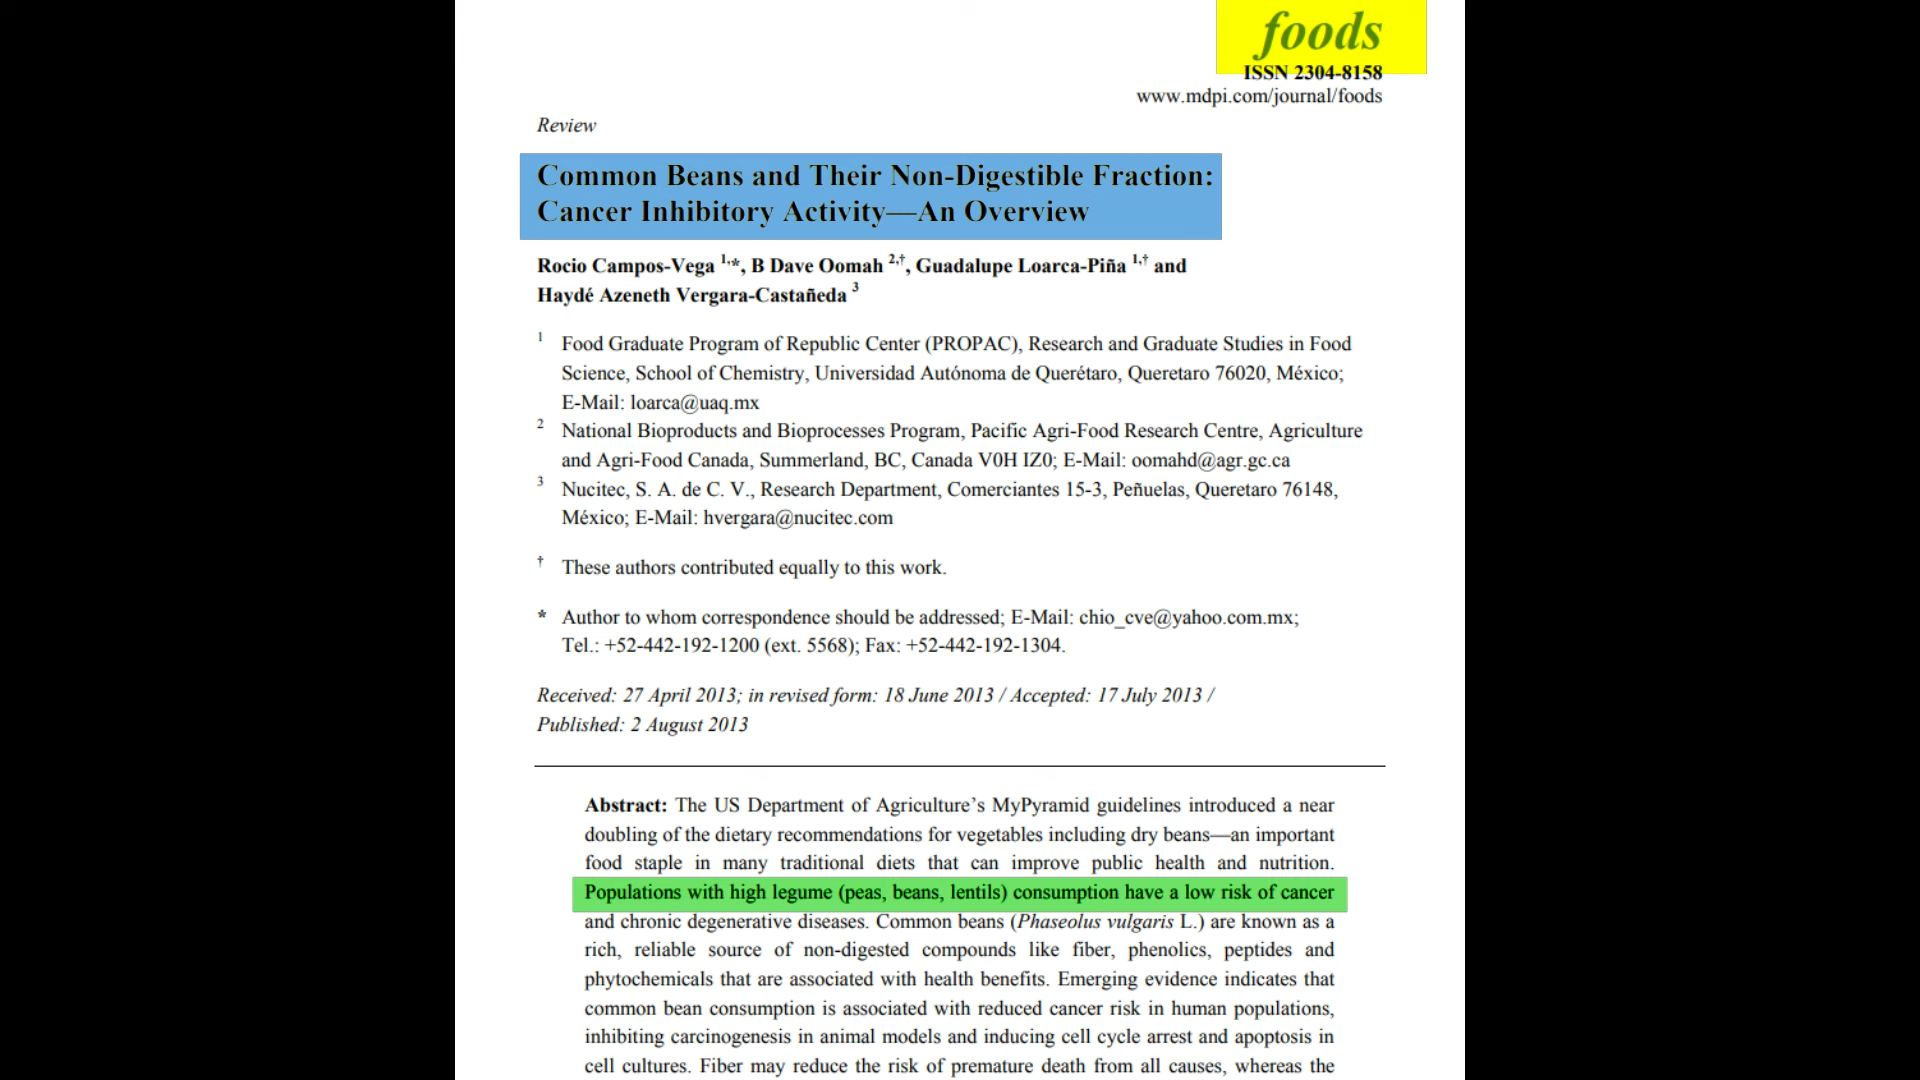 foods
ISSN 2304-8158
www.mdpi.com/journal/foods
Review
Common Beans and Their Non-Digestible Fraction:
Cancer Inhibitory Activity—An Overview
Rocio Campos-Vega 1,*, B Dave Oomah 2,†, Guadalupe Loarca-Piña 1,† and
Haydé Azeneth Vergara-Castañeda 3
1 Food Graduate Program of Republic Center (PROPAC), Research and Graduate Studies in Food
Science, School of Chemistry, Universidad Autónoma de Querétaro, Queretaro 76020, México;
E-Mail: loarca@uaq.mx
2 National Bioproducts and Bioprocesses Program, Pacific Agri-Food Research Centre, Agriculture
and Agri-Food Canada, Summerland, BC, Canada V0H IZ0; E-Mail: oomahd@agr.gc.ca
3 Nucitec, S. A. de C. V., Research Department, Comerciantes 15-3, Peñuelas, Queretaro 76148,
México; E-Mail: hvergara@nucitec.com
† These authors contributed equally to this work.
* Author to whom correspondence should be addressed; E-Mail: chio_cve@yahoo.com.mx;
Tel.: +52-442-192-1200 (ext. 5568); Fax: +52-442-192-1304.
Received: 27 April 2013; in revised form: 18 June 2013 / Accepted: 17 July 2013 /
Published: 2 August 2013
Abstract: The US Department of Agriculture’s MyPyramid guidelines introduced a near
doubling of the dietary recommendations for vegetables including dry beans—an important
food staple in many traditional diets that can improve public health and nutrition.
Populations with high legume (peas, beans, lentils) consumption have a low risk of cancer
and chronic degenerative diseases. Common beans (Phaseolus vulgaris L.) are known as a
rich, reliable source of non-digested compounds like fiber, phenolics, peptides and
phytochemicals that are associated with health benefits. Emerging evidence indicates that
common bean consumption is associated with reduced cancer risk in human populations,
inhibiting carcinogenesis in animal models and inducing cell cycle arrest and apoptosis in
cell cultures. Fiber may reduce the risk of premature death from all causes, whereas the